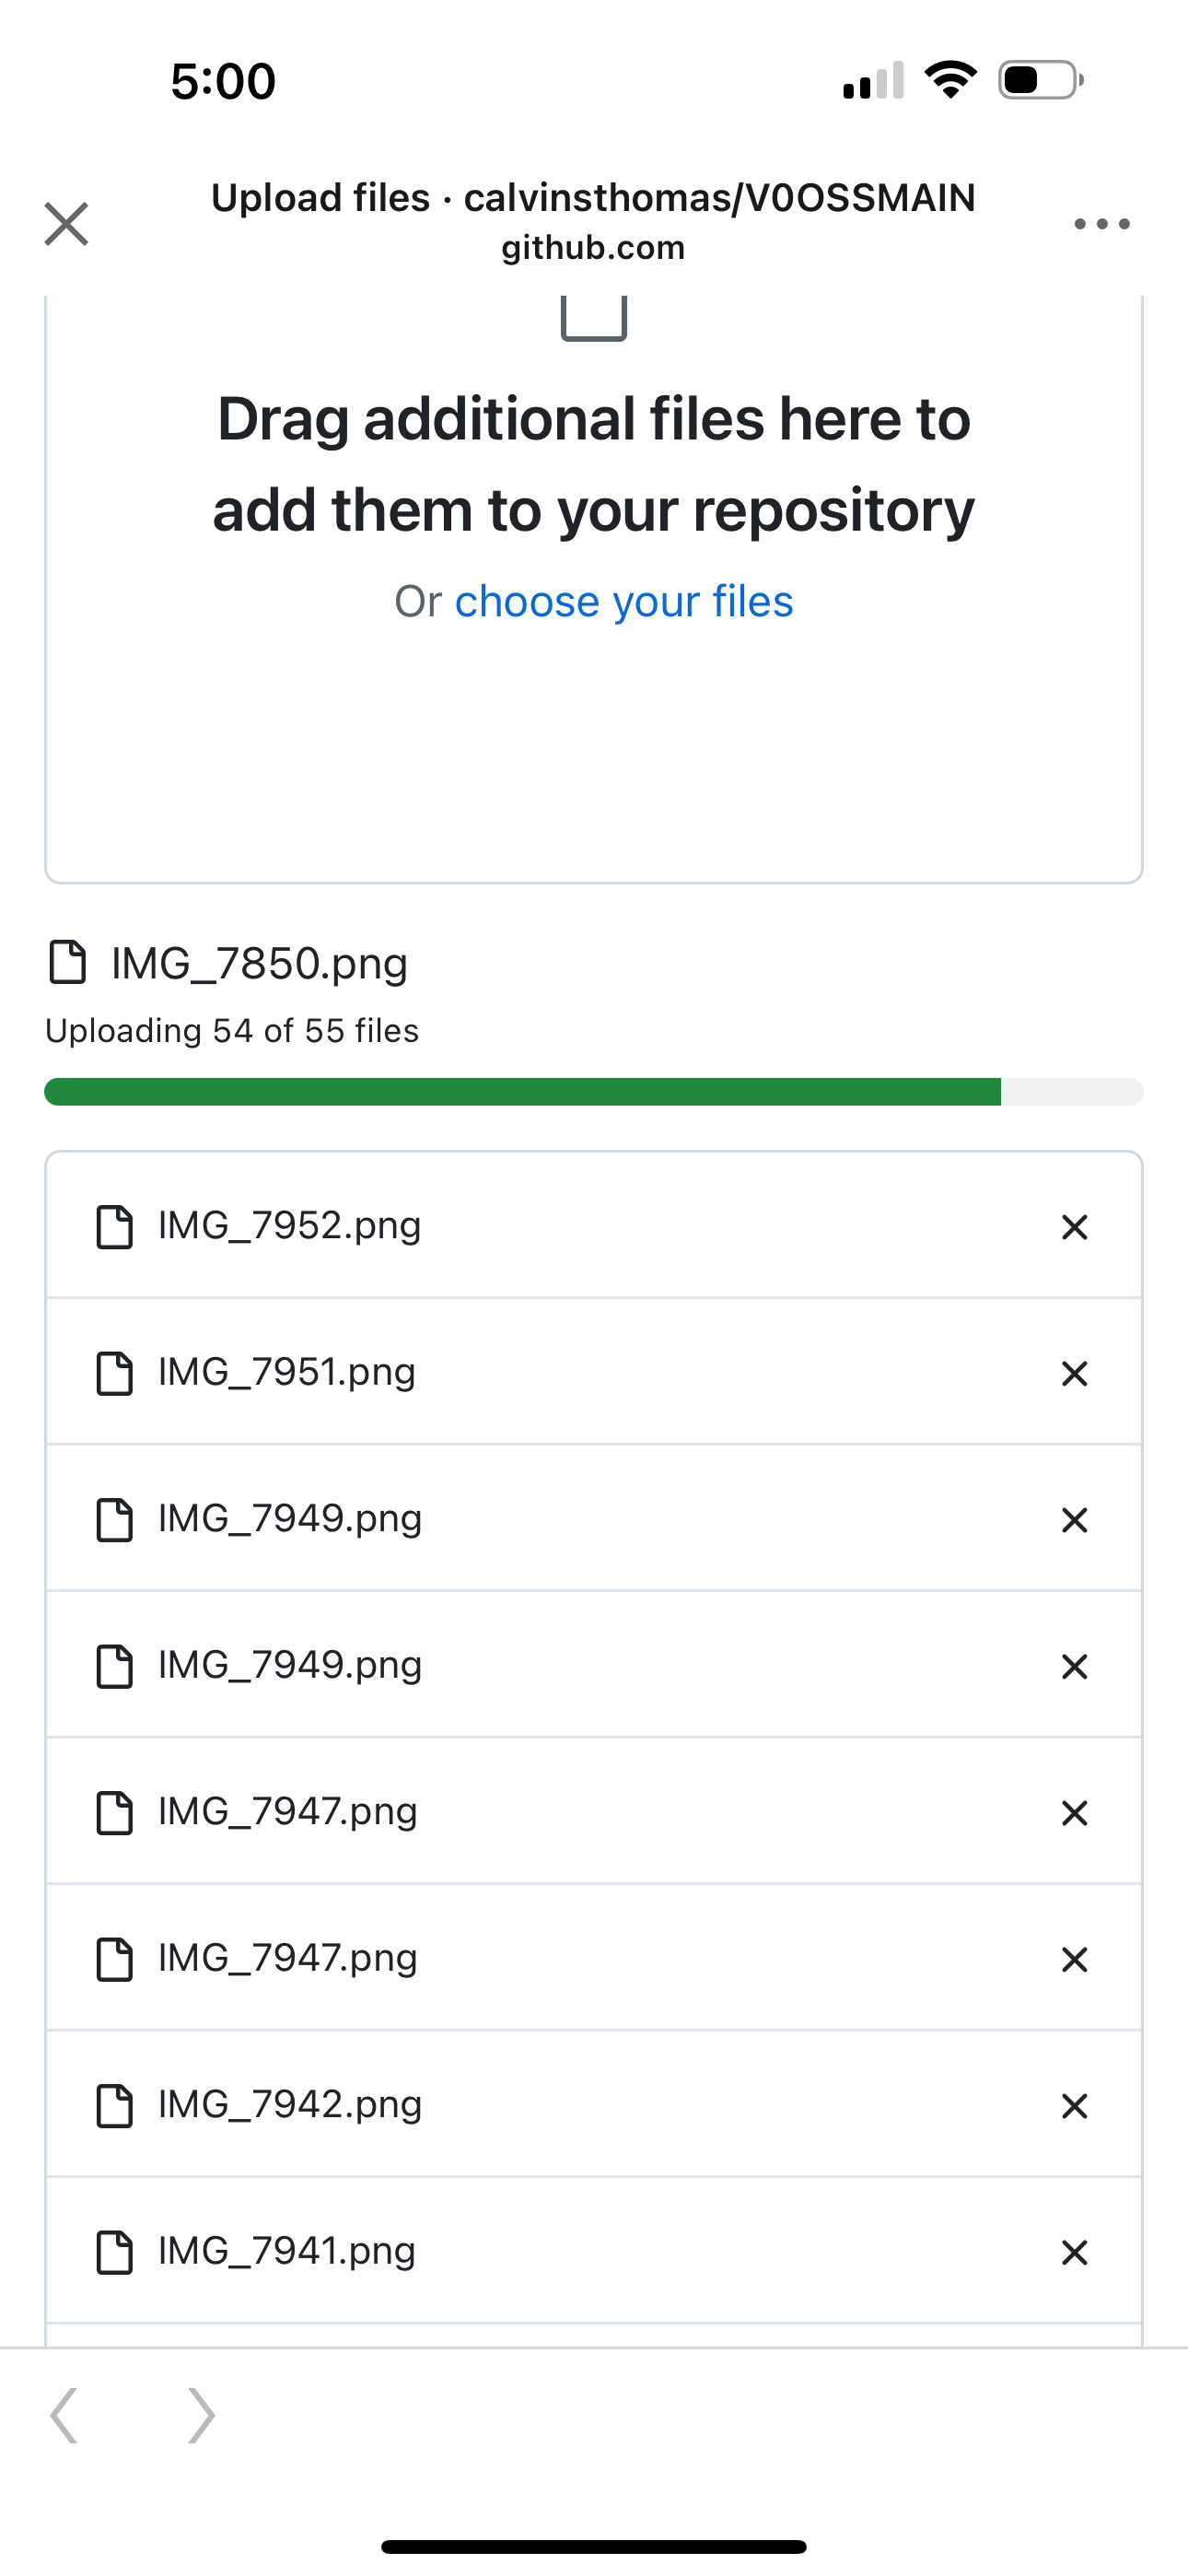 5:00
Upload files · calvinsthomas/V0OSSMAIN
github.com
Drag additional files here to
add them to your repository
Or choose your files
IMG_7850.png
Uploading 54 of 55 files
IMG_7952.png
IMG_7951.png
IMG_7949.png
IMG_7949.png
IMG_7947.png
IMG_7947.png
IMG_7942.png
IMG_7941.png